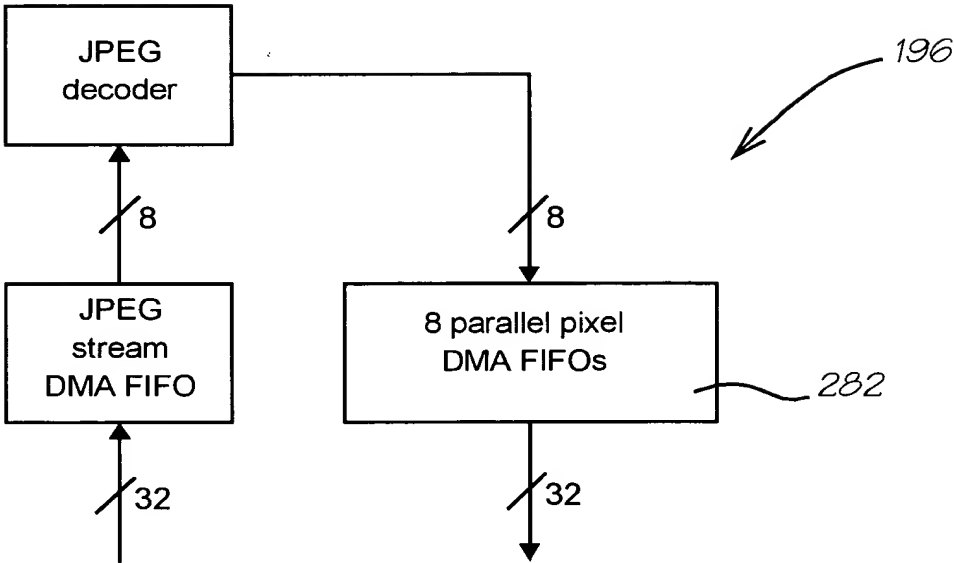 JPEG
decoder
196
8
8
JPEG
stream
DMA FIFO
8 parallel pixel
DMA FIFOs
282
32
32